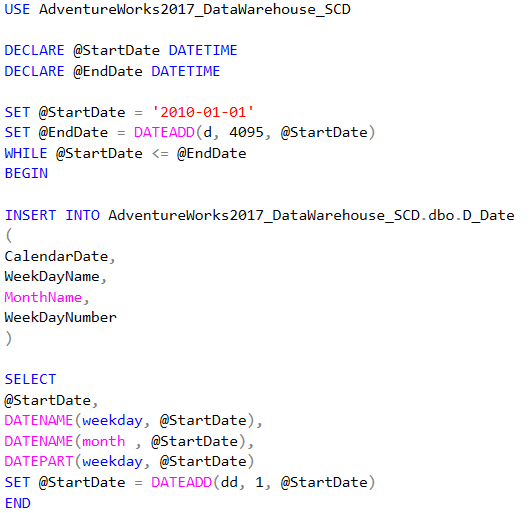 USE AdventureWorks2017_DataWarehouse_SCD
DECLARE @StartDate DATETIME
DECLARE @EndDate DATETIME
SET @StartDate = '2010-01-01'
SET @EndDate = DATEADD(d, 4095, @StartDate)
WHILE @StartDate <= @EndDate
BEGIN
INSERT INTO AdventureWorks2017_DataWarehouse_SCD.dbo.D_Date
(
CalendarDate,
WeekDayName,
MonthName,
WeekDayNumber
)
SELECT
@StartDate,
DATENAME(weekday, @StartDate),
DATENAME(month , @StartDate),
DATEPART(weekday, @StartDate)
SET @StartDate = DATEADD(dd, 1, @StartDate)
END